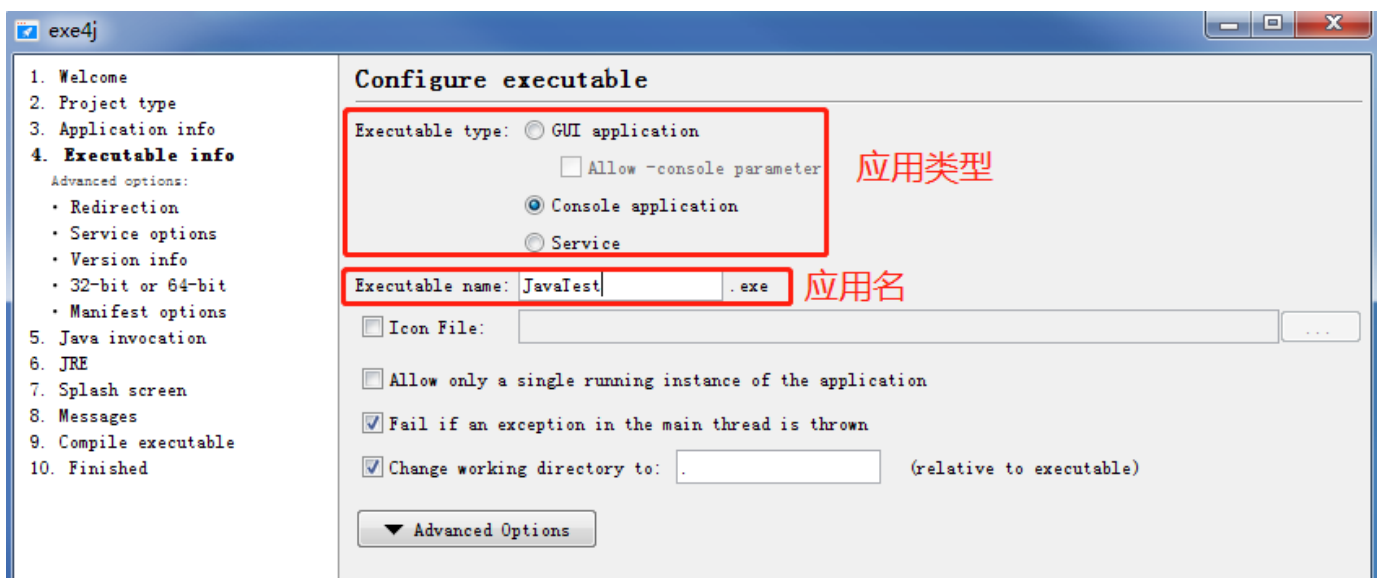 exe4j
1. Welcome
2. Project type
3. Application info
4. Executable info
Advanced options:
• Redirection
• Service options
• Version info
• 32-bit or 64-bit
• Manifest options
5. Java invocation
6. JRE
7. Splash screen
8. Messages
9. Compile executable
10. Finished
Configure executable
Executable type: GUI application
Allow -console parameter
应用类型
Console application
Service
Executable name: JavaTest .exe 应用名
Icon File: ...
Allow only a single running instance of the application
Fail if an exception in the main thread is thrown
Change working directory to: . (relative to executable)
Advanced Options